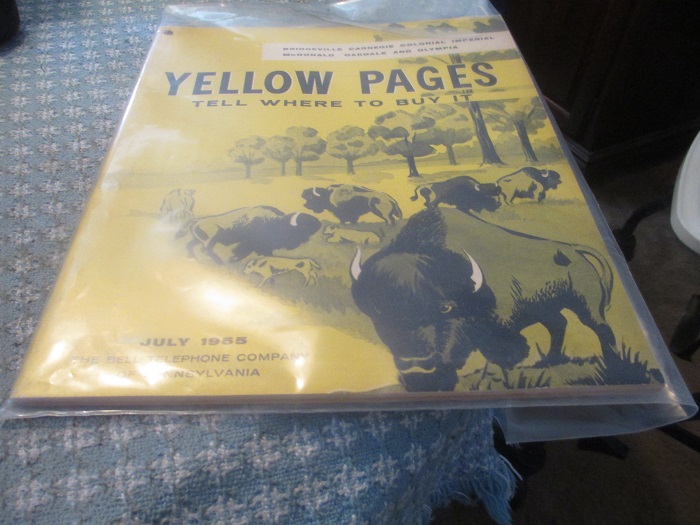 BRIDGEVILLE CARNEGIE COLONIAL IMPERIAL
McDONALD OAKDALE AND OLYMPIA
YELLOW PAGES
TELL WHERE TO BUY IT
JULY 1955
THE BELL TELEPHONE COMPANY
OF PENNSYLVANIA